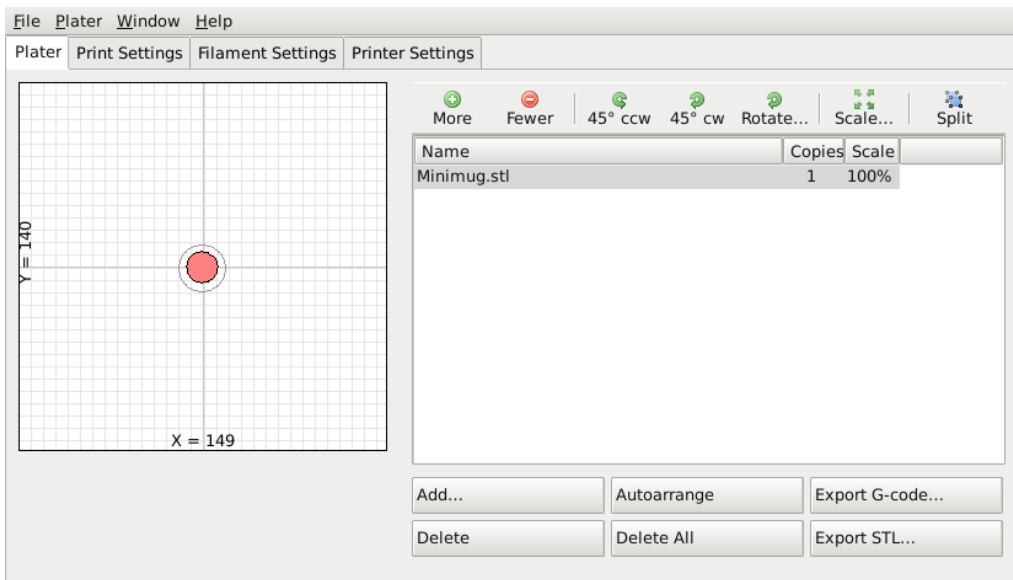 File Plater Window Help
Plater Print Settings Filament Settings Printer Settings
More Fewer 45° ccw 45° cw Rotate... Scale... Split
Name Copies Scale
Minimug.stl 1 100%
Y = 140
X = 149
Add... Autoarrange Export G-code...
Delete Delete All Export STL...